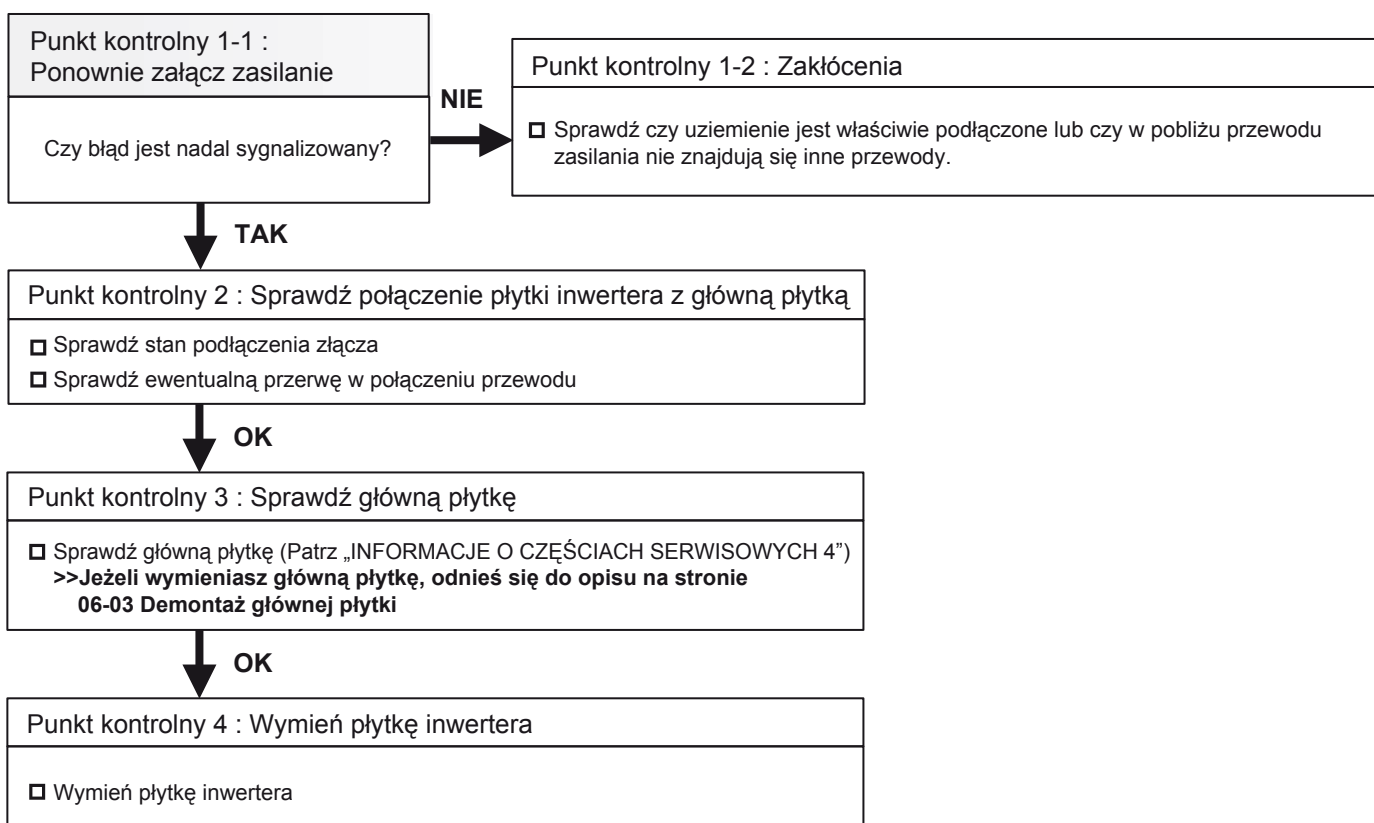 Punkt kontrolny 1-1 :
Ponownie załącz zasilanie
Czy błąd jest nadal sygnalizowany?
NIE
Punkt kontrolny 1-2 : Zakłócenia
Sprawdź czy uziemienie jest właściwie podłączone lub czy w pobliżu przewodu
zasilania nie znajdują się inne przewody.
TAK
Punkt kontrolny 2 : Sprawdź połączenie płytki inwertera z główną płytką
Sprawdź stan podłączenia złącza
Sprawdź ewentualną przerwę w połączeniu przewodu
OK
Punkt kontrolny 3 : Sprawdź główną płytkę
Sprawdź główną płytkę (Patrz „INFORMACJE O CZĘŚCIACH SERWISOWYCH 4”)
>>Jeżeli wymieniasz główną płytkę, odnieś się do opisu na stronie
06-03 Demontaż głównej płytki
OK
Punkt kontrolny 4 : Wymień płytkę inwertera
Wymień płytkę inwertera